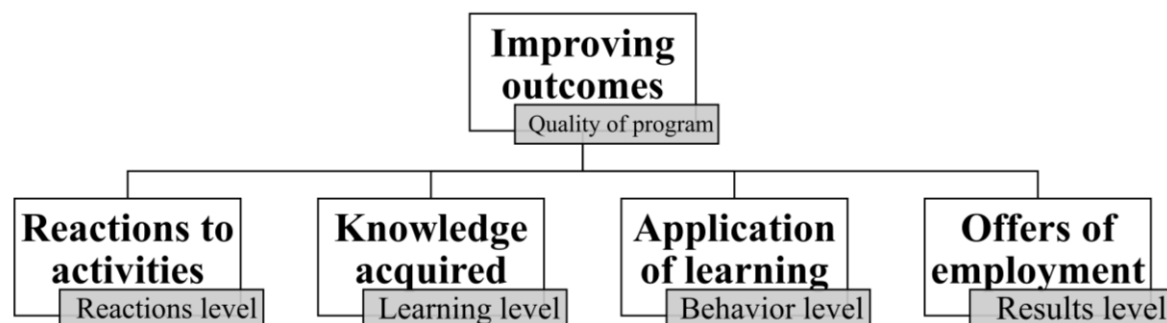 Improving
outcomes
Quality of program
Reactions to
activities
Reactions level
Knowledge
acquired
Learning level
Application
of learning
Behavior level
Offers of
employment
Results level